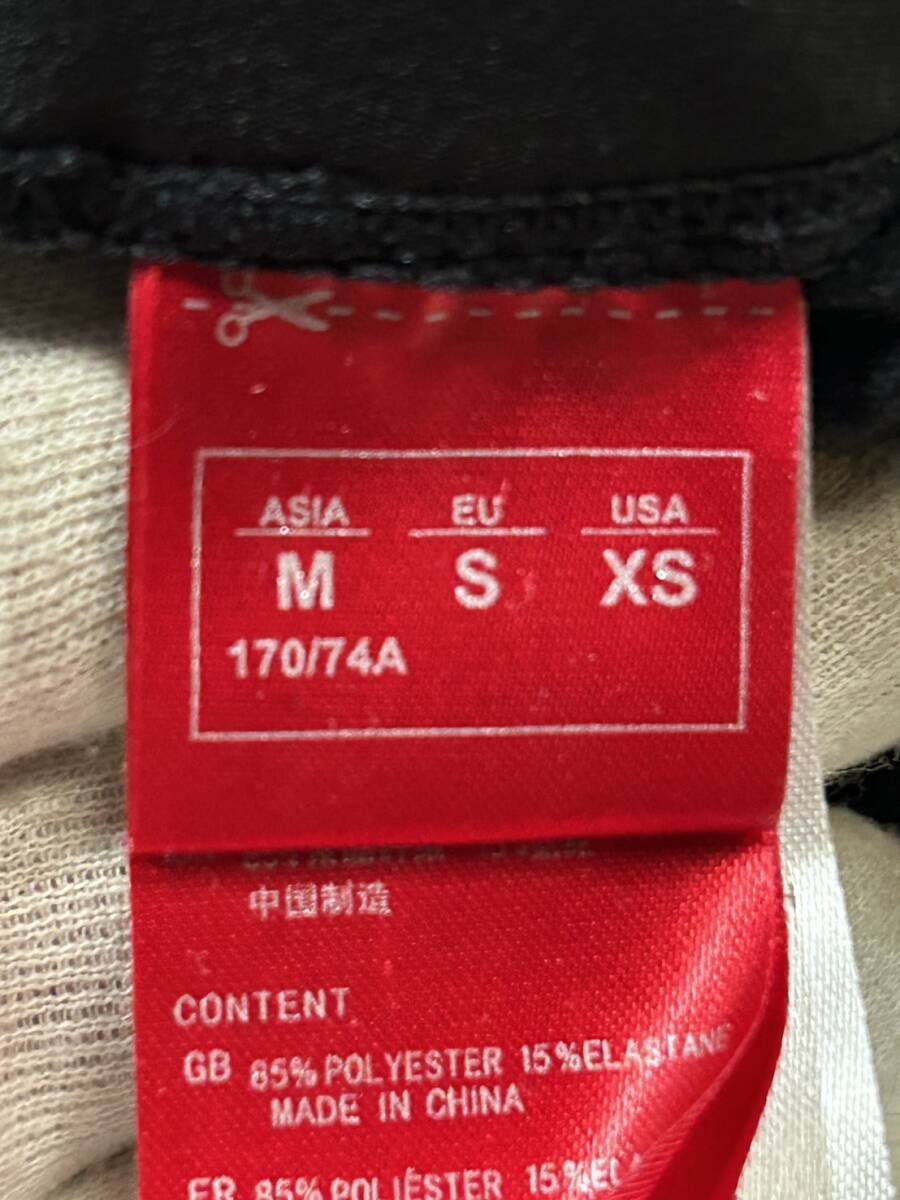 ASIA EU USA
M S XS
170/74A
中国制造
CONTENT
GB 85% POLYESTER 15%ELASTANE
MADE IN CHINA
FR 85% POLIÉSTER 15%